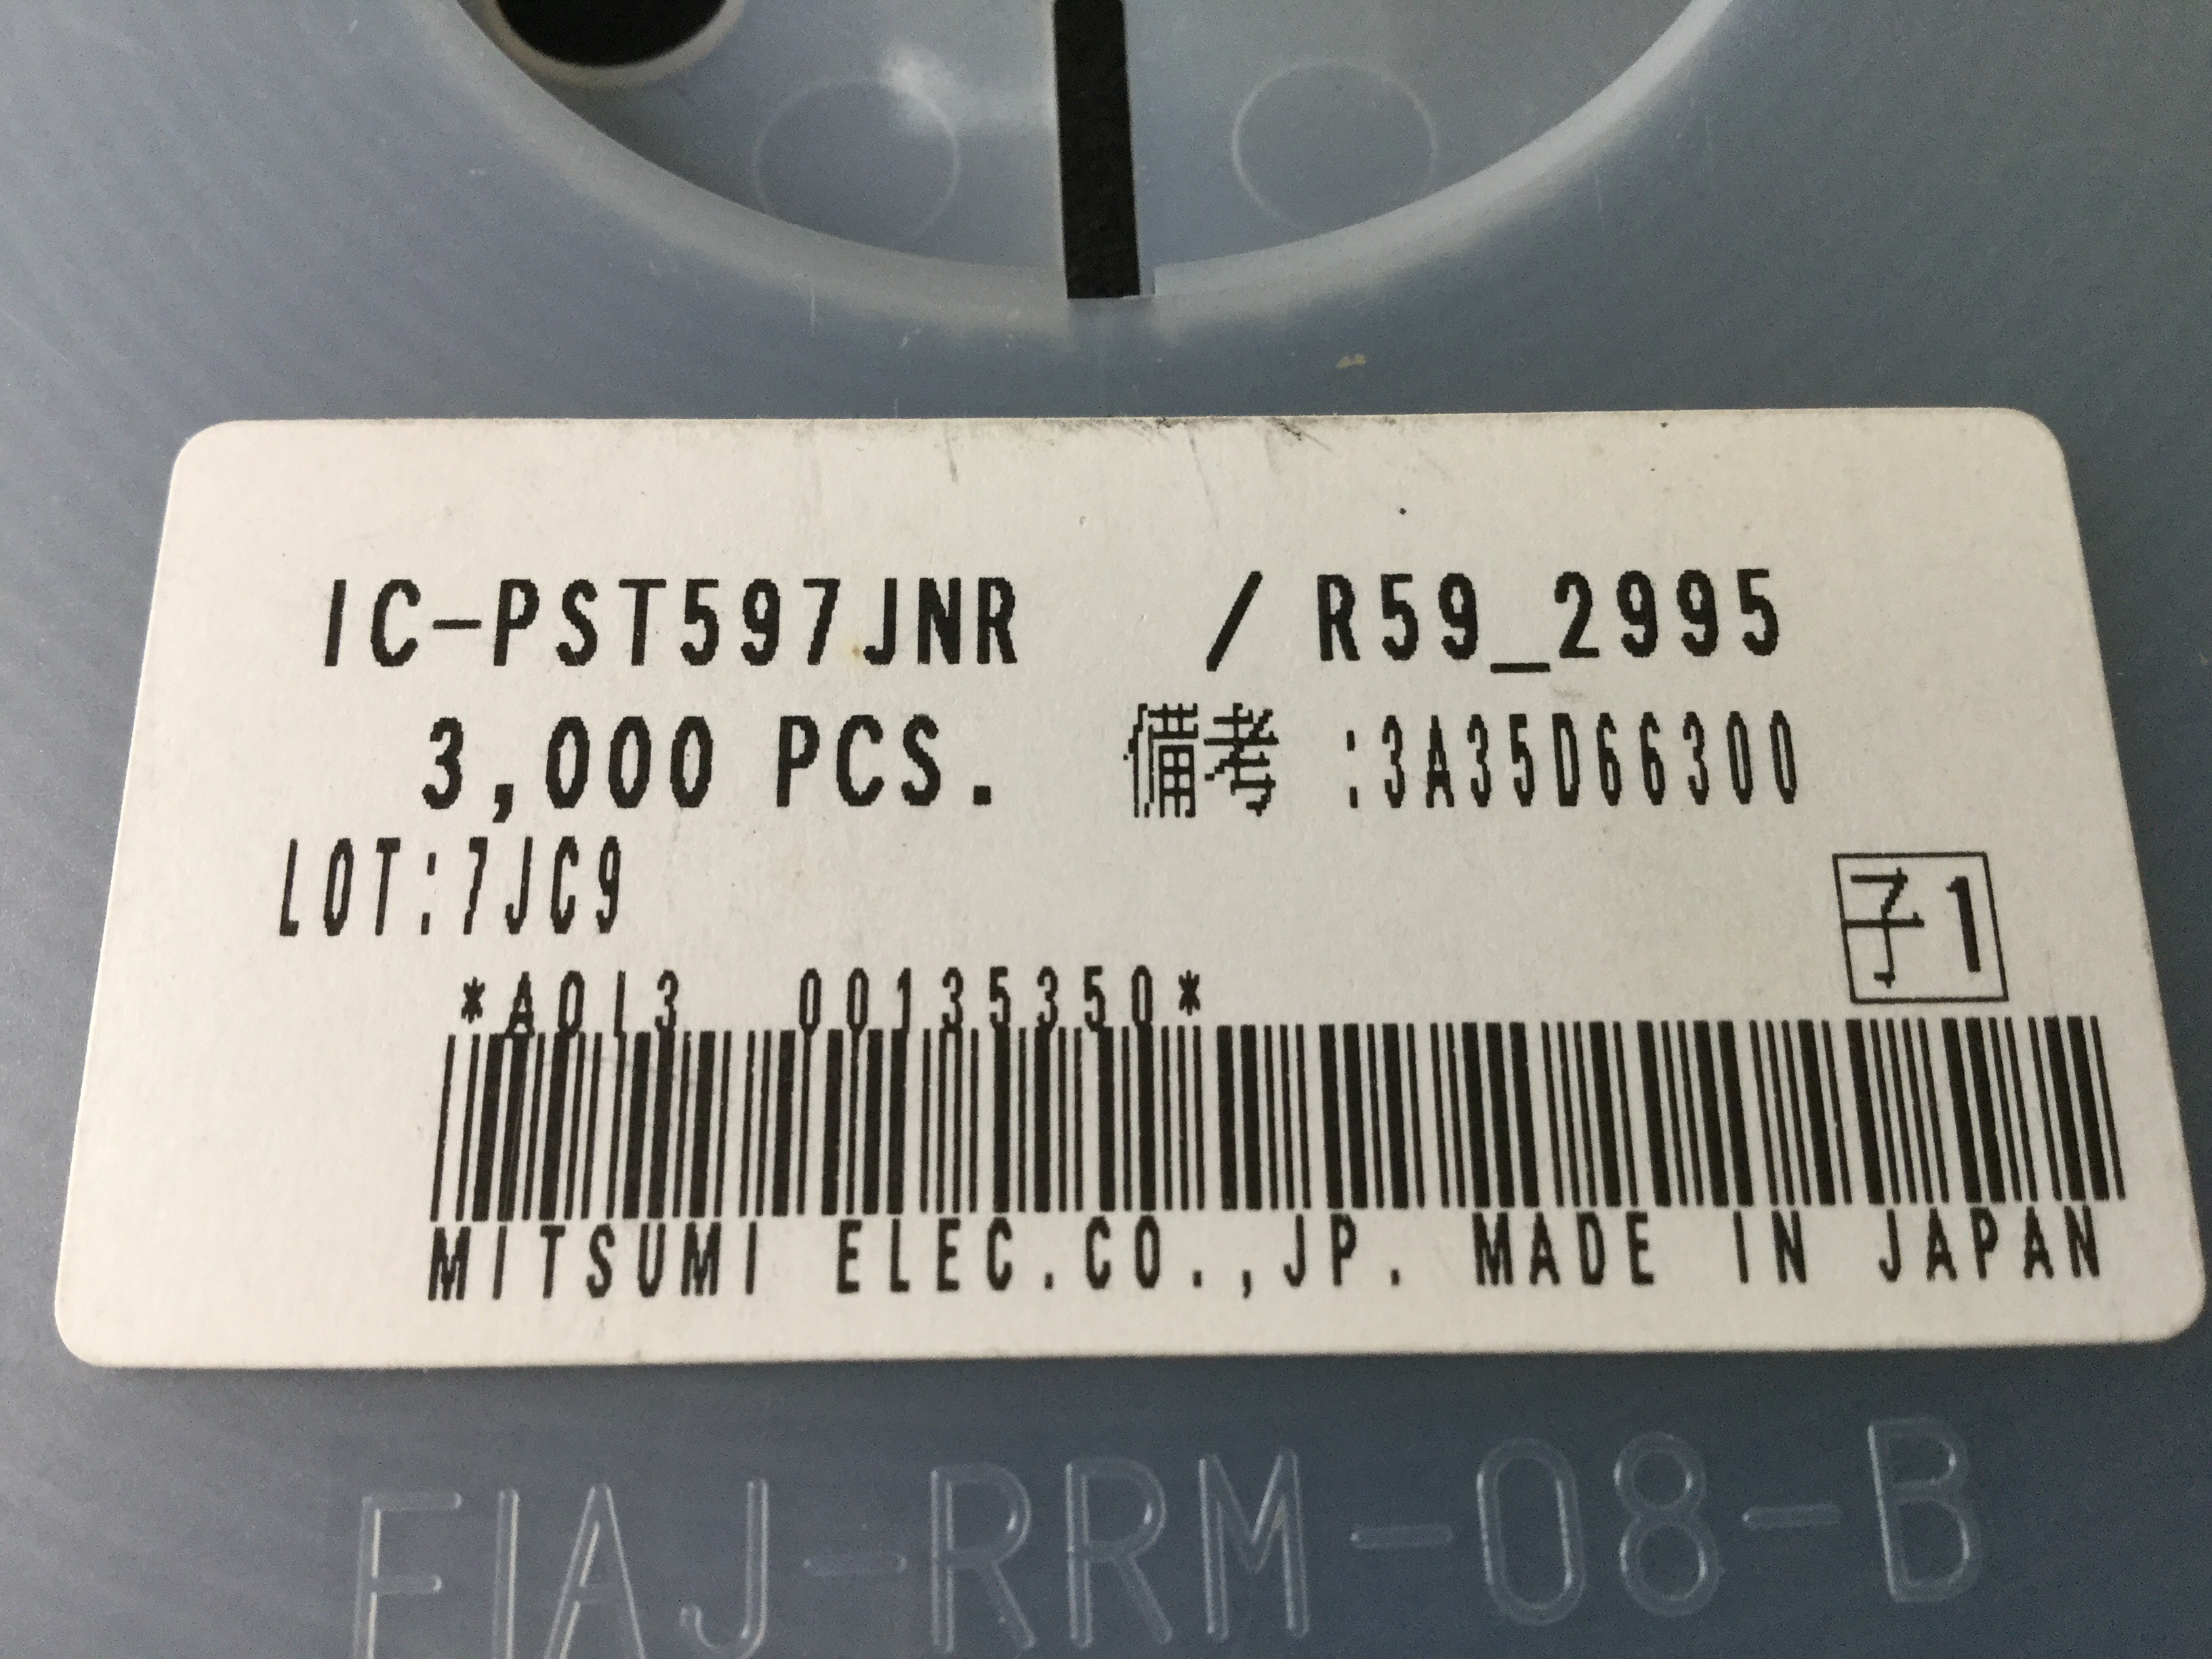 IC-PST597JNR / R59_2995
3,000 PCS. 備考 :3A35D66300
LOT:7JC9
子1
*AOI3 00135350*
MITSUMI ELEC.CO.,JP. MADE IN JAPAN
EIAJ-RRM-08-B